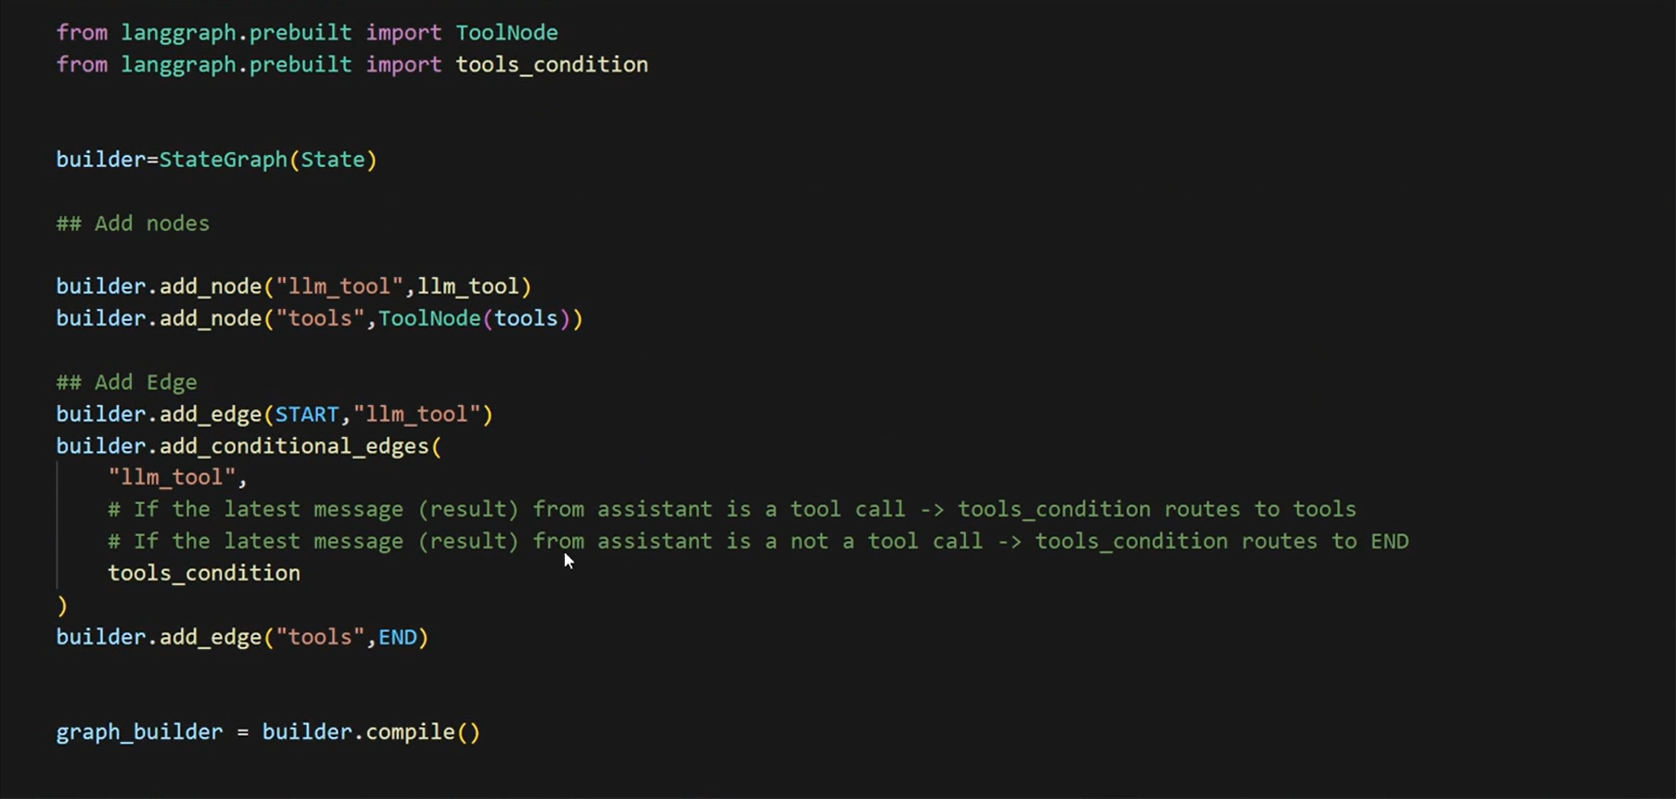 from langgraph.prebuilt import ToolNode
from langgraph.prebuilt import tools_condition
builder=StateGraph(State)
## Add nodes
builder.add_node("llm_tool",llm_tool)
builder.add_node("tools",ToolNode(tools))
## Add Edge
builder.add_edge(START,"llm_tool")
builder.add_conditional_edges(
    "llm_tool",
    # If the latest message (result) from assistant is a tool call -> tools_condition routes to tools
    # If the latest message (result) from assistant is a not a tool call -> tools_condition routes to END
    tools_condition
)
builder.add_edge("tools",END)
graph_builder = builder.compile()